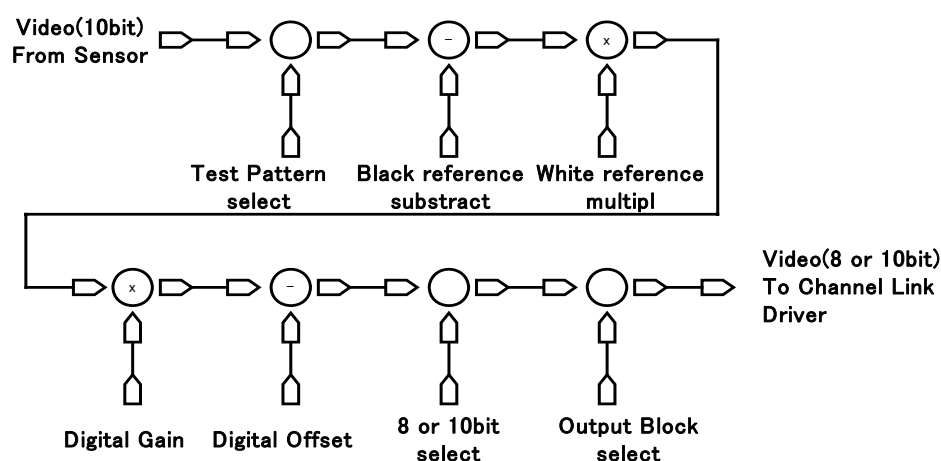 Video(10bit)
From Sensor
-
x
Test Pattern
select
Black reference
substract
White reference
multipl
x
-
Video(8 or 10bit)
To Channel Link
Driver
Digital Gain
Digital Offset
8 or 10bit
select
Output Block
select